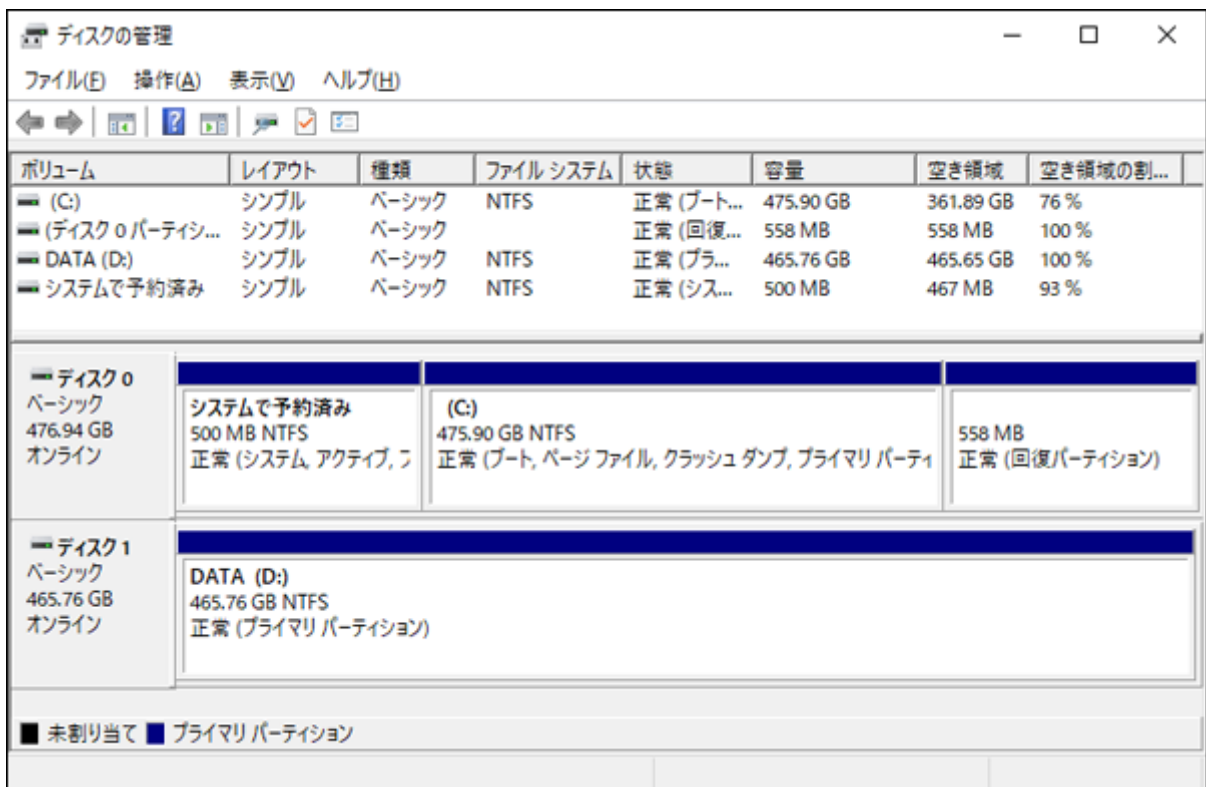 ディスクの管理
ファイル(F) 操作(A) 表示(V) ヘルプ(H)
ボリューム レイアウト 種類 ファイル システム 状態 容量 空き領域 空き領域の割...
(C:) シンプル ベーシック NTFS 正常 (ブート... 475.90 GB 361.89 GB 76 %
(ディスク 0 パーティシ... シンプル ベーシック 正常 (回復... 558 MB 558 MB 100 %
DATA (D:) シンプル ベーシック NTFS 正常 (プラ... 465.76 GB 465.65 GB 100 %
システムで予約済み シンプル ベーシック NTFS 正常 (シス... 500 MB 467 MB 93 %
ディスク 0
ベーシック
476.94 GB
オンライン
システムで予約済み
500 MB NTFS
正常 (システム, アクティブ, フ
(C:)
475.90 GB NTFS
正常 (ブート, ページ ファイル, クラッシュ ダンプ, プライマリ パーティ
558 MB
正常 (回復パーティション)
ディスク 1
ベーシック
465.76 GB
オンライン
DATA (D:)
465.76 GB NTFS
正常 (プライマリ パーティション)
未割り当て プライマリ パーティション